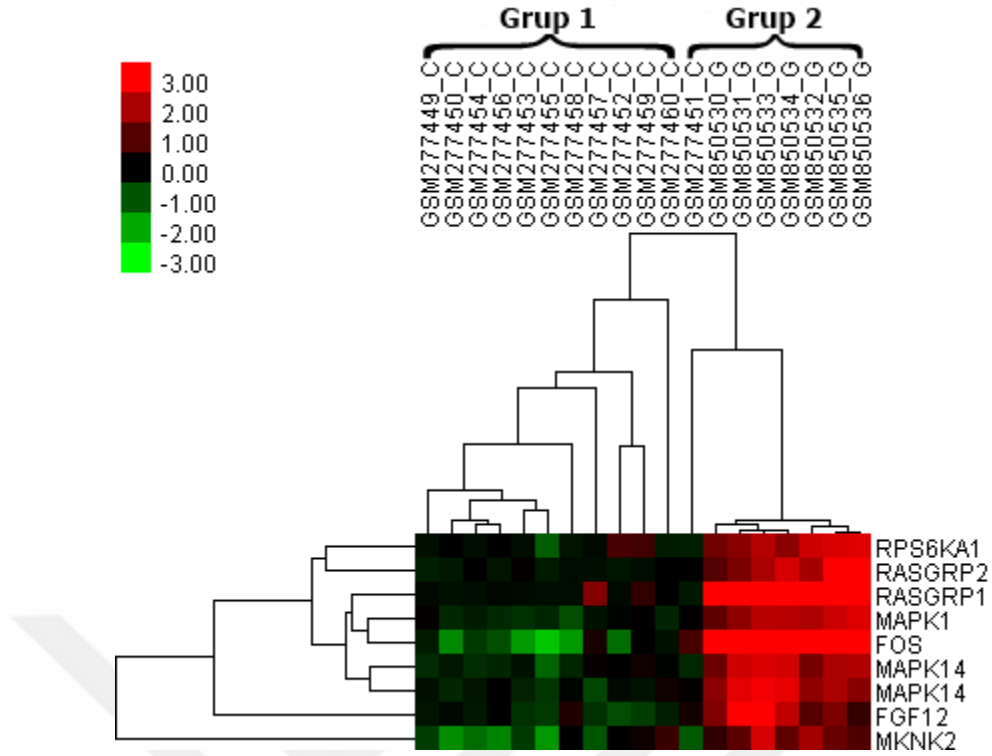 Grup 1
Grup 2
GSM277449_C
GSM277450_C
GSM277454_C
GSM277456_C
GSM277453_C
GSM277455_C
GSM277458_C
GSM277457_C
GSM277452_C
GSM277459_C
GSM277460_C
GSM277451_C
GSM850530_G
GSM850531_G
GSM850533_G
GSM850534_G
GSM850532_G
GSM850535_G
GSM850536_G
3.00
2.00
1.00
0.00
-1.00
-2.00
-3.00
RPS6KA1
RASGRP2
RASGRP1
MAPK1
FOS
MAPK14
MAPK14
FGF12
MKNK2